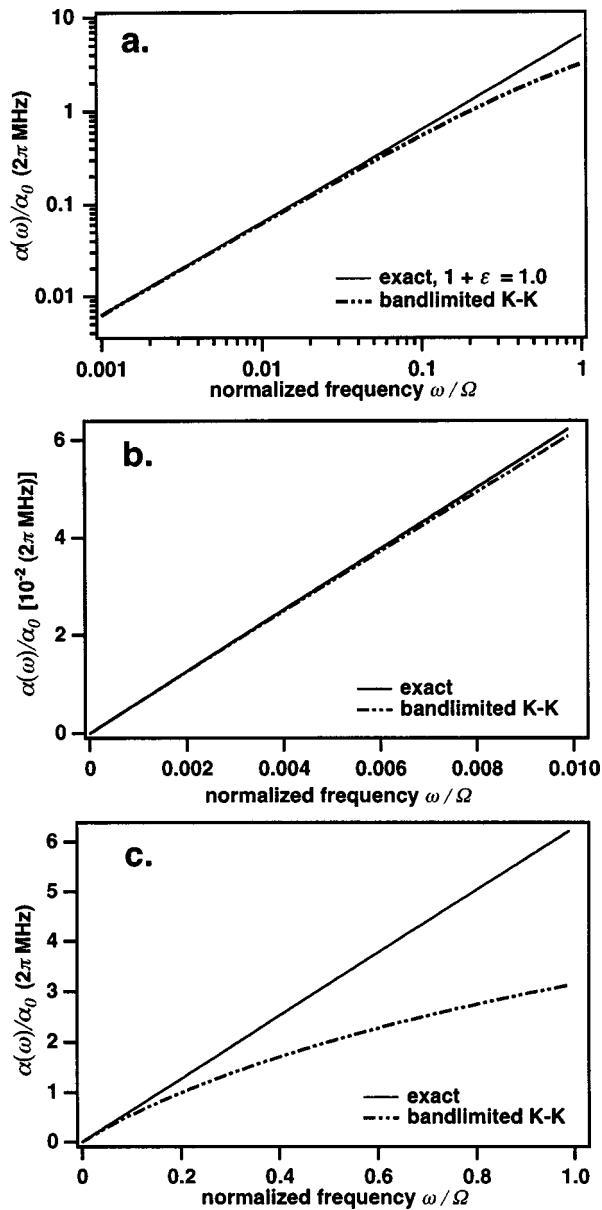 a.
10
1
0.1
0.01
α(ω)/α₀ (2π MHz)
exact, 1 + ε = 1.0
bandlimited K-K
0.001 0.01 0.1 1
normalized frequency ω / Ω
b.
6
4
2
0
α(ω)/α₀ [10⁻² (2π MHz)]
exact
bandlimited K-K
0 0.002 0.004 0.006 0.008 0.010
normalized frequency ω / Ω
c.
6
5
4
3
2
1
0
α(ω)/α₀ (2π MHz)
exact
bandlimited K-K
0.0 0.2 0.4 0.6 0.8 1.0
normalized frequency ω / Ω